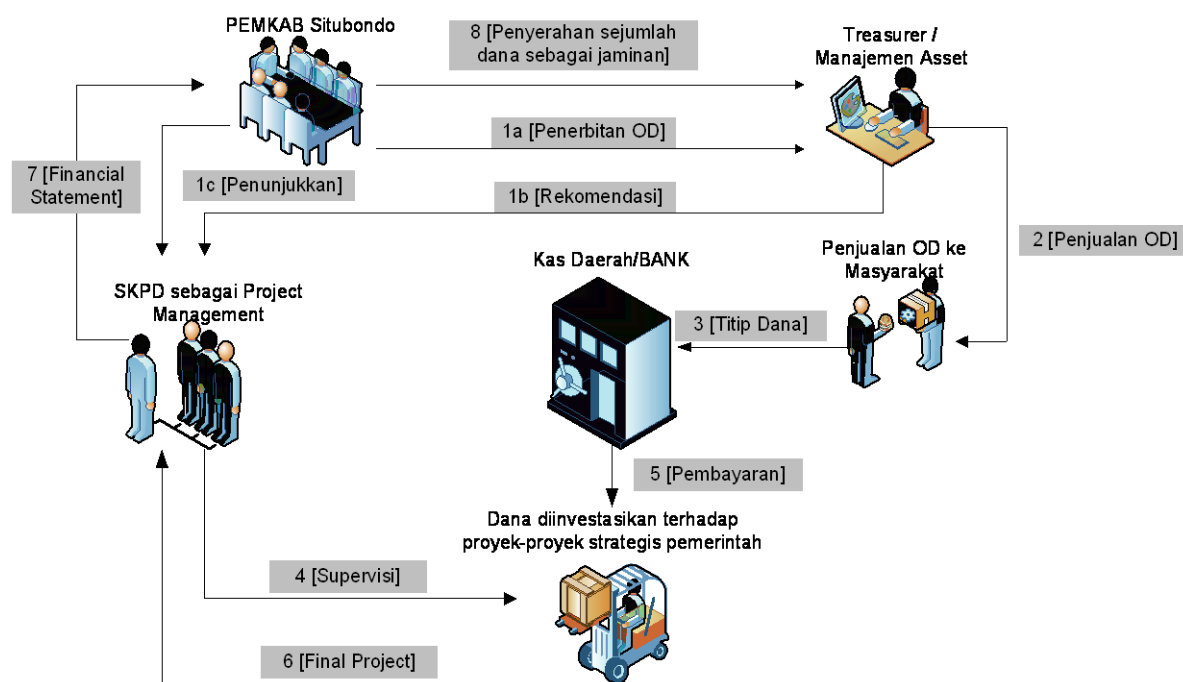 PEMKAB Situbondo
8 [Penyerahan sejumlah
dana sebagai jaminan]
Treasurer /
Manajemen Asset
1a [Penerbitan OD]
7 [Financial
Statement]
1c [Penunjukkan]
1b [Rekomendasi]
2 [Penjualan OD]
Penjualan OD ke
Masyarakat
Kas Daerah/BANK
SKPD sebagai Project
Management
3 [Titip Dana]
5 [Pembayaran]
Dana diinvestasikan terhadap
proyek-proyek strategis pemerintah
4 [Supervisi]
6 [Final Project]